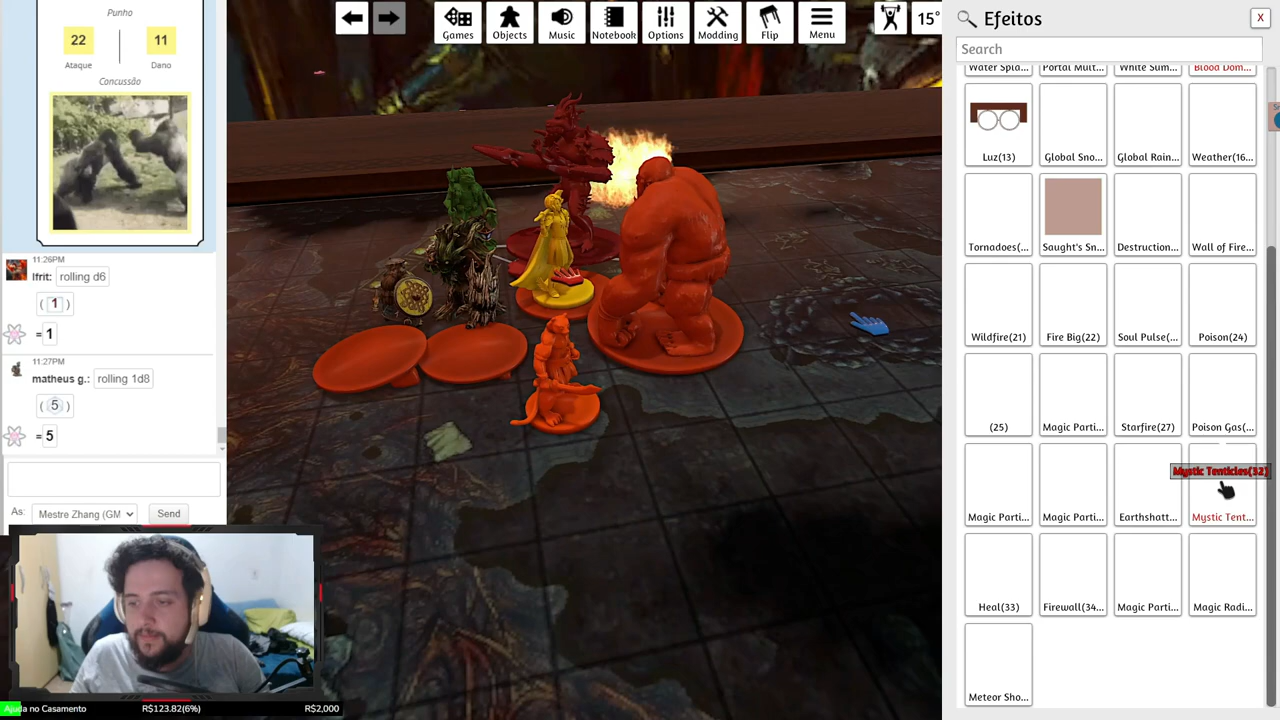 Punho
22
11
Ataque
Dano
Concussão
11:26PM
Ifrit: rolling d6
( 1 )
= 1
11:27PM
matheus g.: rolling 1d8
( 5 )
= 5
As: Mestre Zhang (GM Send
Ajuda no Casamento R$123.82(6%) R$2,000
Games Objects Music Notebook Options Modding Flip Menu 15°
Efeitos X
Search
Water Spla... Portal Mult... White Sum... Blood Dom...
Luz(13) Global Sno... Global Rain... Weather(16...
Tornadoes(... Saught's Sn... Destruction... Wall of Fire...
Wildfire(21) Fire Big(22) Soul Pulse(... Poison(24)
(25) Magic Parti... Starfire(27) Poison Gas(...
Mystic Tenticles(32)
Magic Parti... Magic Parti... Earthshatt... Mystic Tent...
Heal(33) Firewall(34... Magic Parti... Magic Radi...
Meteor Sho...